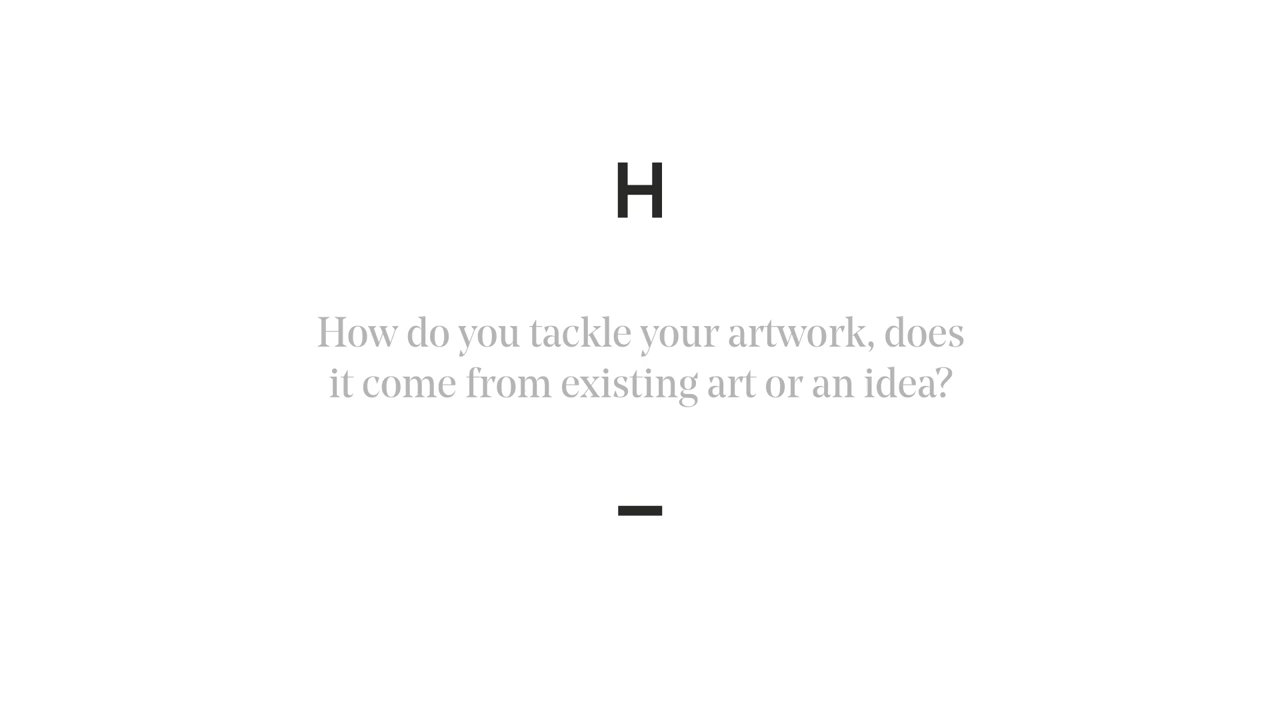 H
How do you tackle your artwork, does
it come from existing art or an idea?